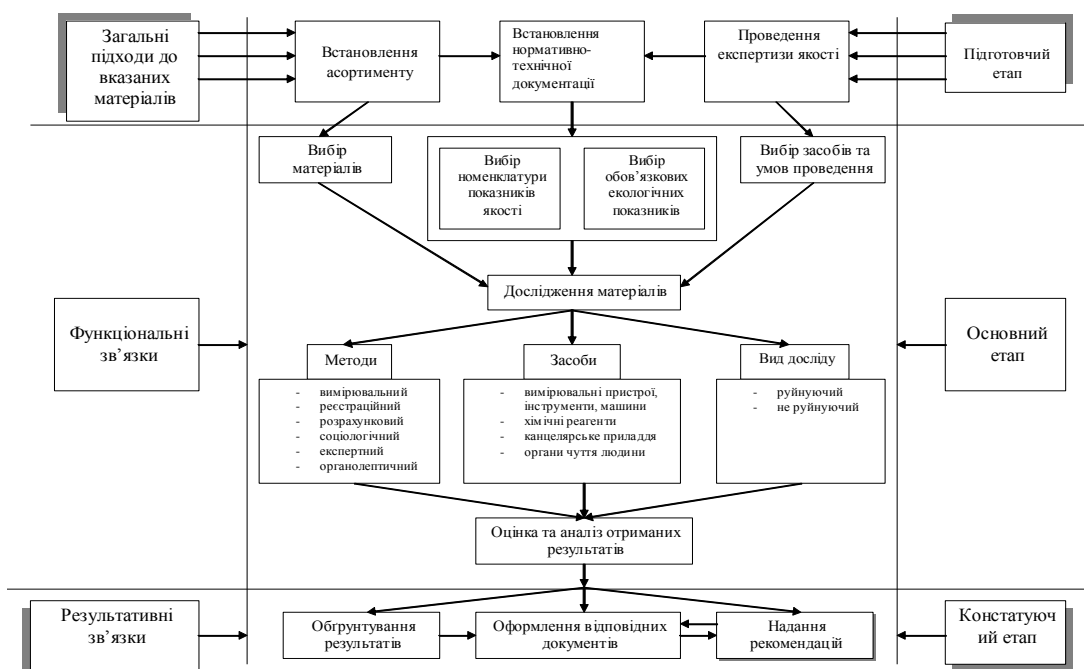 Загальні
підходи до
вказаних
матеріалів
Встановлення
асортименту
Встановлення
нормативно-
технічної
документації
Проведення
експертизи якості
Підготовчий
етап
Вибір
матеріалів
Вибір
номенклатури
показників
якості
Вибір
обов’язкових
екологічних
показників
Вибір засобів та
умов проведення
Дослідження матеріалів
Функціональні
зв’язки
Основний
етап
Методи
Засоби
Вид досліду
- вимірювальний
- реєстраційний
- розрахунковий
- соціологічний
- експертний
- органолептичний
- вимірювальні пристрої,
інструменти, машини
- хімічні реагенти
- канцелярське приладдя
- органи чуття людини
- руйнуючий
- не руйнуючий
Оцінка та аналіз отриманих
результатів
Результативні
зв’язки
Обґрунтування
результатів
Оформлення відповідних
документів
Надання
рекомендацій
Констатуюч
ий етап